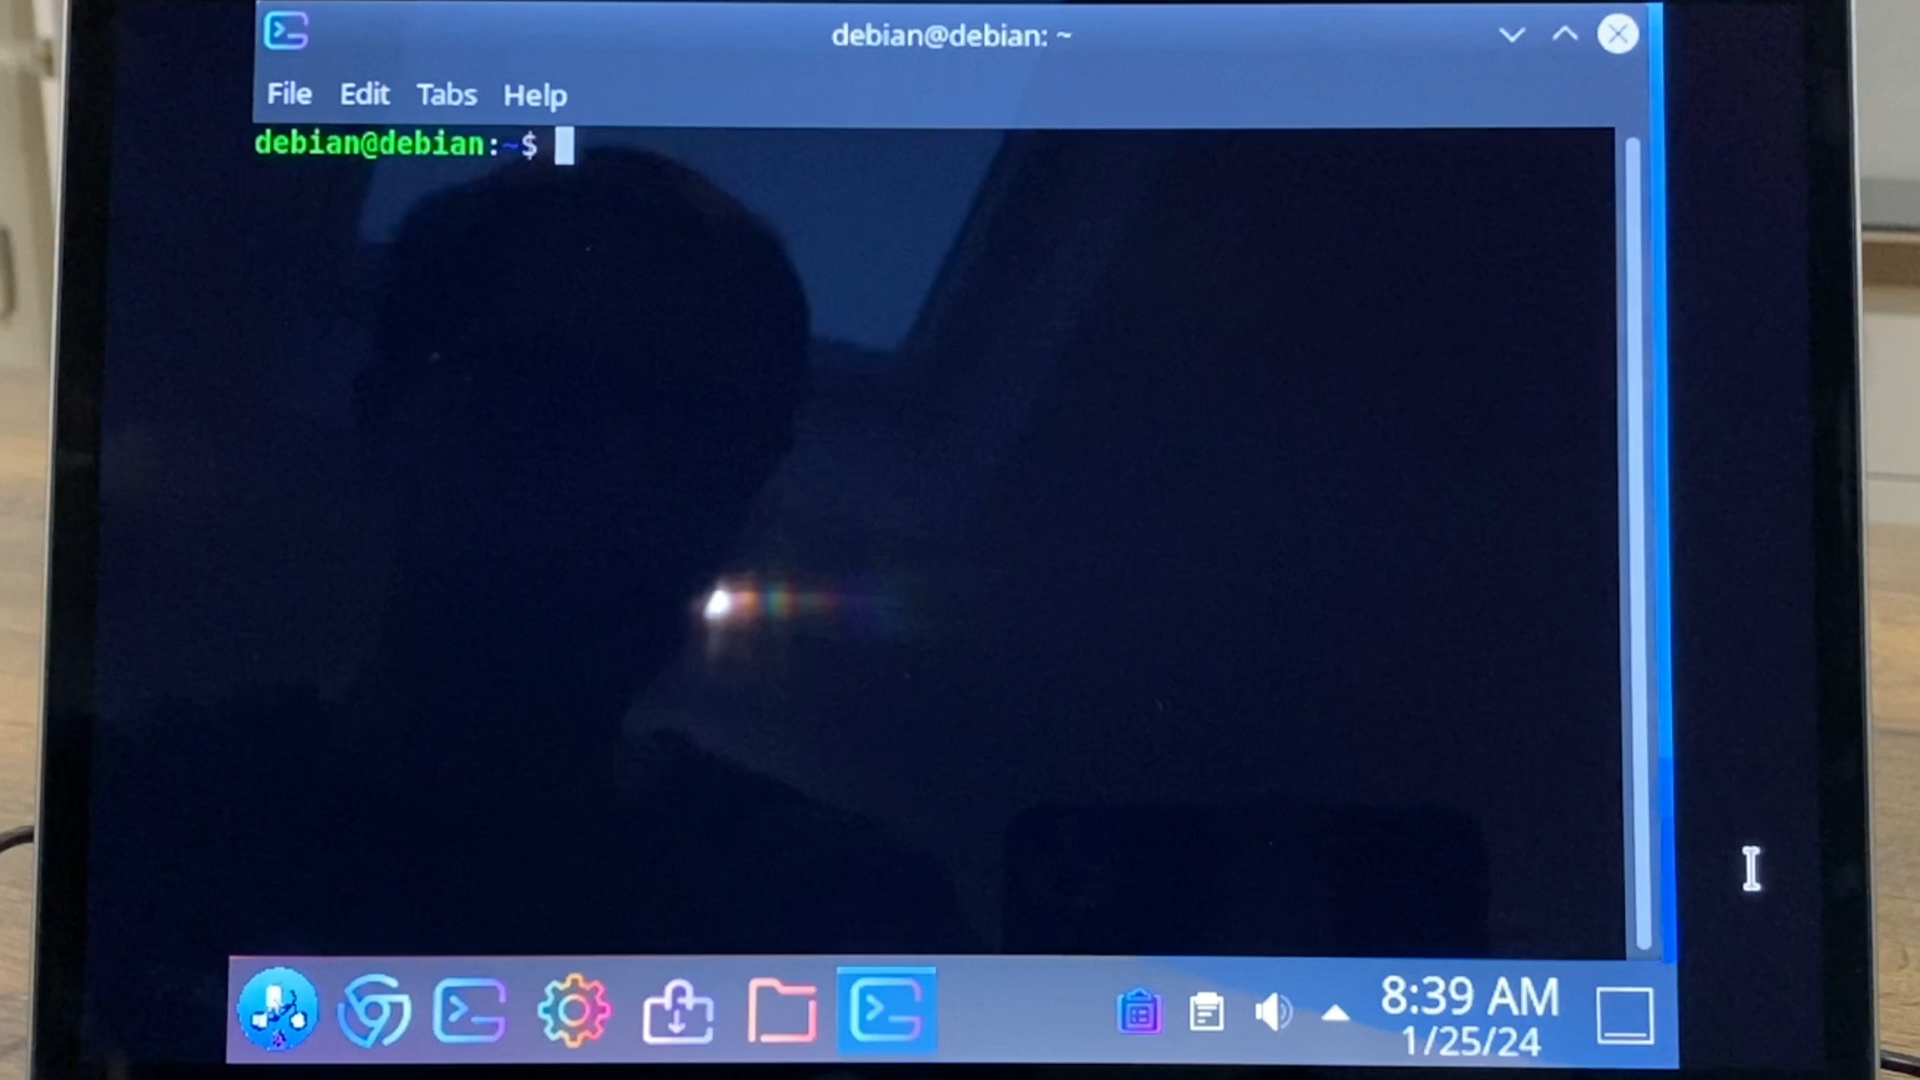 debian@debian: ~
File Edit Tabs Help
debian@debian:~$
8:39 AM
1/25/24